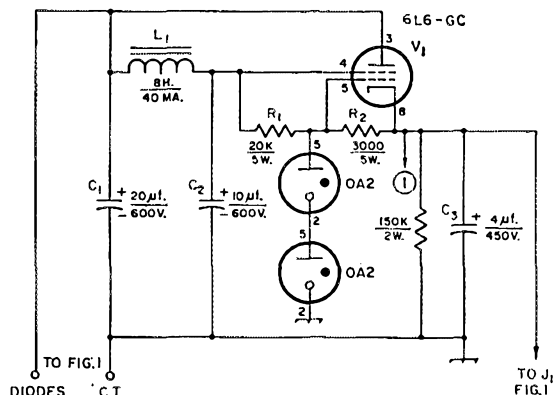 6L6-GC
V1
3
4
5
8
L1
8H.
40 MA.
R1
20K
5W.
R2
3000
5W.
1
C1
+
20µf.
–
600V.
C2
+
10µf.
–
600V.
5
OA2
2
5
OA2
2
150K
2W.
C3
+
4µf.
450V.
TO FIG.1
DIODES
C.T.
TO J1
FIG.1